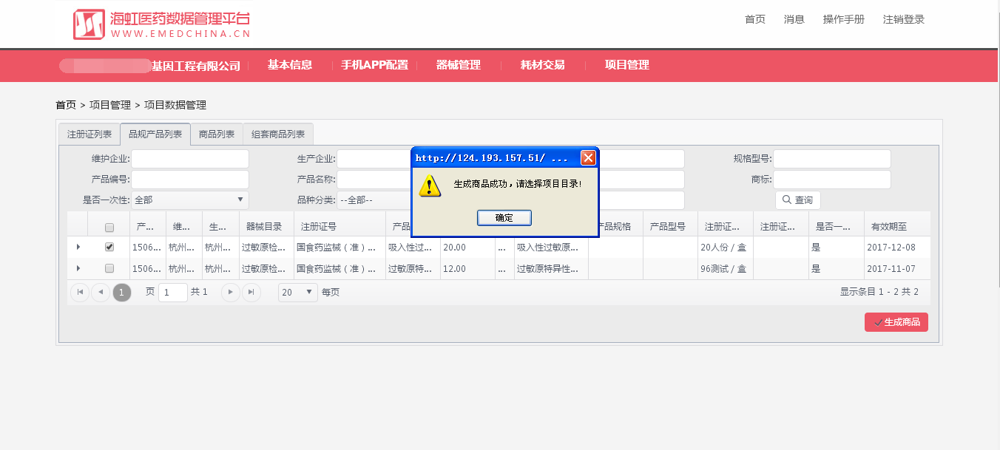 海虹医药数据管理平台
WWW.EMEDCHINA.CN
首页 消息 操作手册 注销登录
基因工程有限公司 基本信息 手机APP配置 器械管理 耗材交易 项目管理
首页 > 项目管理 > 项目数据管理
注册证列表 品规产品列表 商品列表 组套商品列表
维护企业: 生产企业: 规格型号:
产品编号: 产品名称: 商标:
是否一次性: 全部 品种分类: --全部-- 查询
http://124.193.157.51/ ...
生成商品成功，请选择项目目录!
确定
产... 维... 生... 器械目录 注册证号 产品 产品规格 产品型号 注册证... 注册证... 是否一... 有效期至
1506... 杭州... 杭州... 过敏原检... 国食药监械（准）... 吸入性过... 20.00 ... 吸入性过敏原... 20人份 / 盒 是 2017-12-08
1506... 杭州... 杭州... 过敏原检... 国食药监械（准）... 过敏原特... 12.00 ... 过敏原特异性... 96测试 / 盒 是 2017-11-07
1 页 1 共 1 20 每页 显示条目 1 - 2 共 2
生成商品